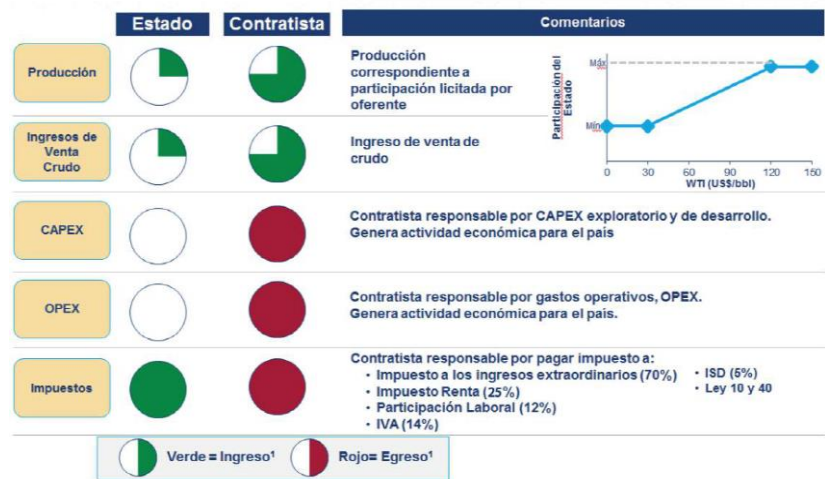 Estado
Contratista
Comentarios
Producción
Producción
correspondiente a
participación licitada por
oferente
Participación del
Estado
Máx
Mín
0
30
60
90
120
150
WTI (US$/bbl)
Ingresos de
Venta
Crudo
Ingreso de venta de
crudo
CAPEX
Contratista responsable por CAPEX exploratorio y de desarrollo.
Genera actividad económica para el país
OPEX
Contratista responsable por gastos operativos, OPEX.
Genera actividad económica para el país.
Impuestos
Contratista responsable por pagar impuesto a:
• Impuesto a los ingresos extraordinarios (70%)
• Impuesto Renta (25%)
• Participación Laboral (12%)
• IVA (14%)
• ISD (5%)
• Ley 10 y 40
Verde = Ingreso¹
Rojo= Egreso¹